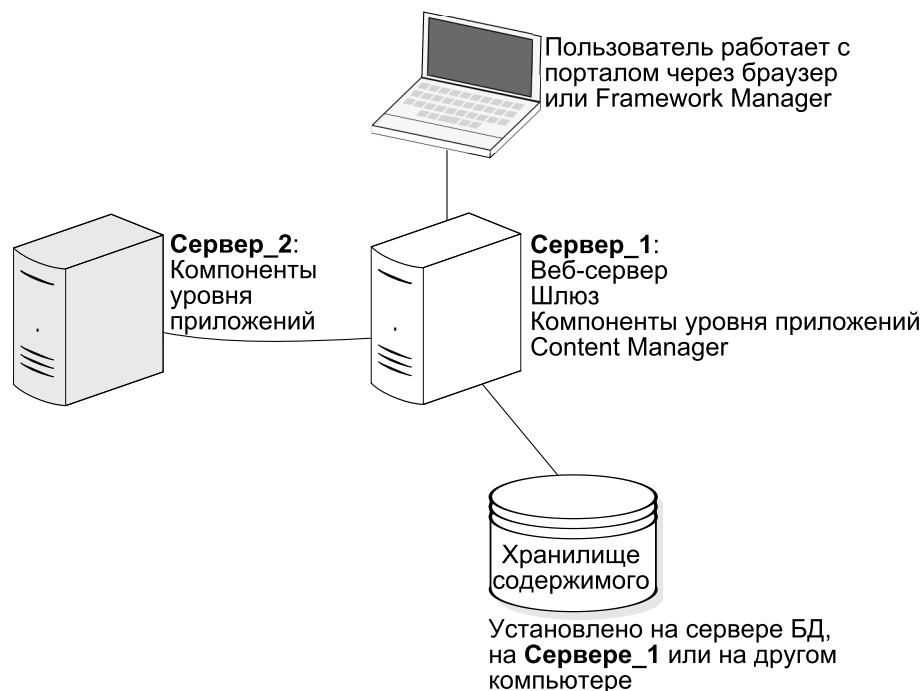 Пользователь работает с
порталом через браузер
или Framework Manager
Сервер_2:
Компоненты
уровня
приложений
Сервер_1:
Веб-сервер
Шлюз
Компоненты уровня приложений
Content Manager
Хранилище
содержимого
Установлено на сервере БД,
на Сервере_1 или на другом
компьютере